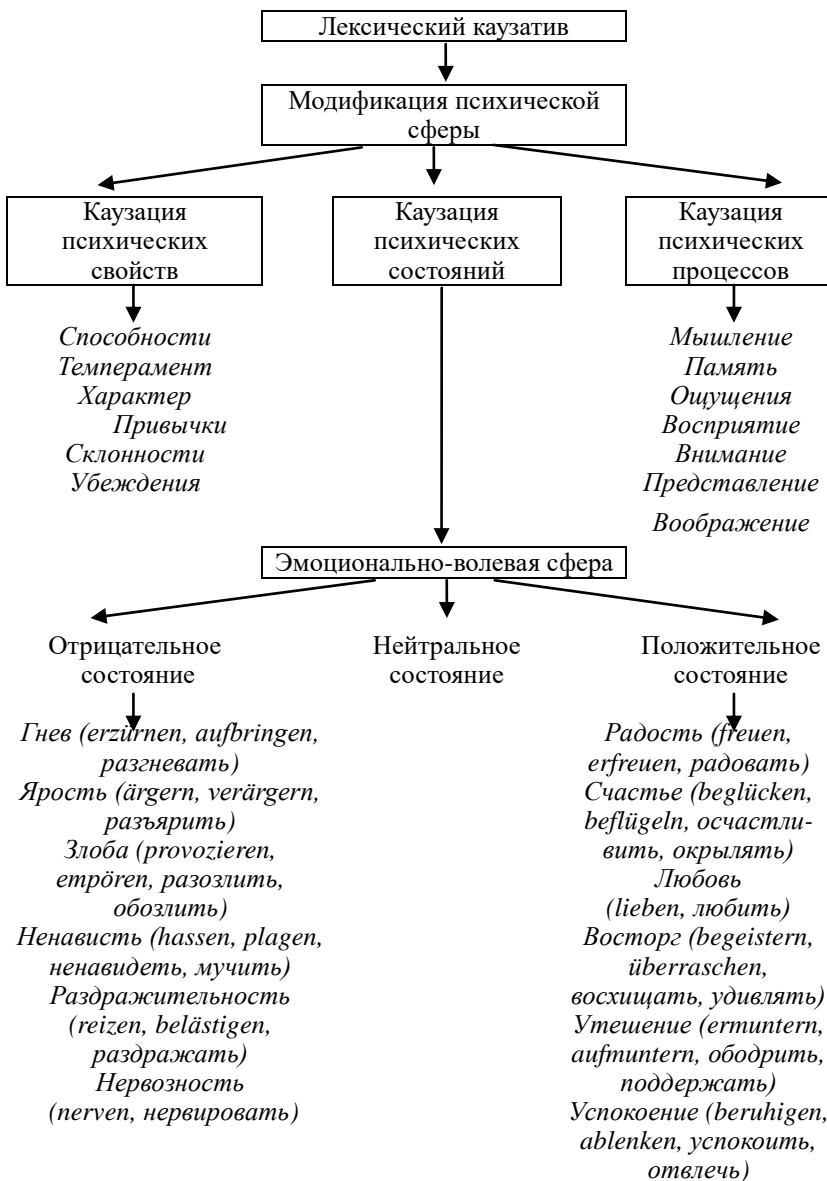 Лексический каузатив
Модификация психической
сферы
Каузация
психических
свойств
Каузация
психических
состояний
Каузация
психических
процессов
Способности
Темперамент
Характер
Привычки
Склонности
Убеждения
Мышление
Память
Ощущения
Восприятие
Внимание
Представление
Воображение
Эмоционально-волевая сфера
Отрицательное
состояние
Нейтральное
состояние
Положительное
состояние
Гнев (erzürnen, aufbringen,
разгневать)
Ярость (ärgern, verärgern,
разъярить)
Злоба (provozieren,
empören, разозлить,
обозлить)
Ненависть (hassen, plagen,
ненавидеть, мучить)
Раздражительность
(reizen, belästigen,
раздражать)
Нервозность
(nerven, нервировать)
Радость (freuen,
erfreuen, радовать)
Счастье (beglücken,
beflügeln, осчастли-
вить, окрылять)
Любовь
(lieben, любить)
Восторг (begeistern,
überraschen,
восхищать, удивлять)
Утешение (ermuntern,
aufmuntern, ободрить,
поддержать)
Успокоение (beruhigen,
ablenken, успокоить,
отвлечь)